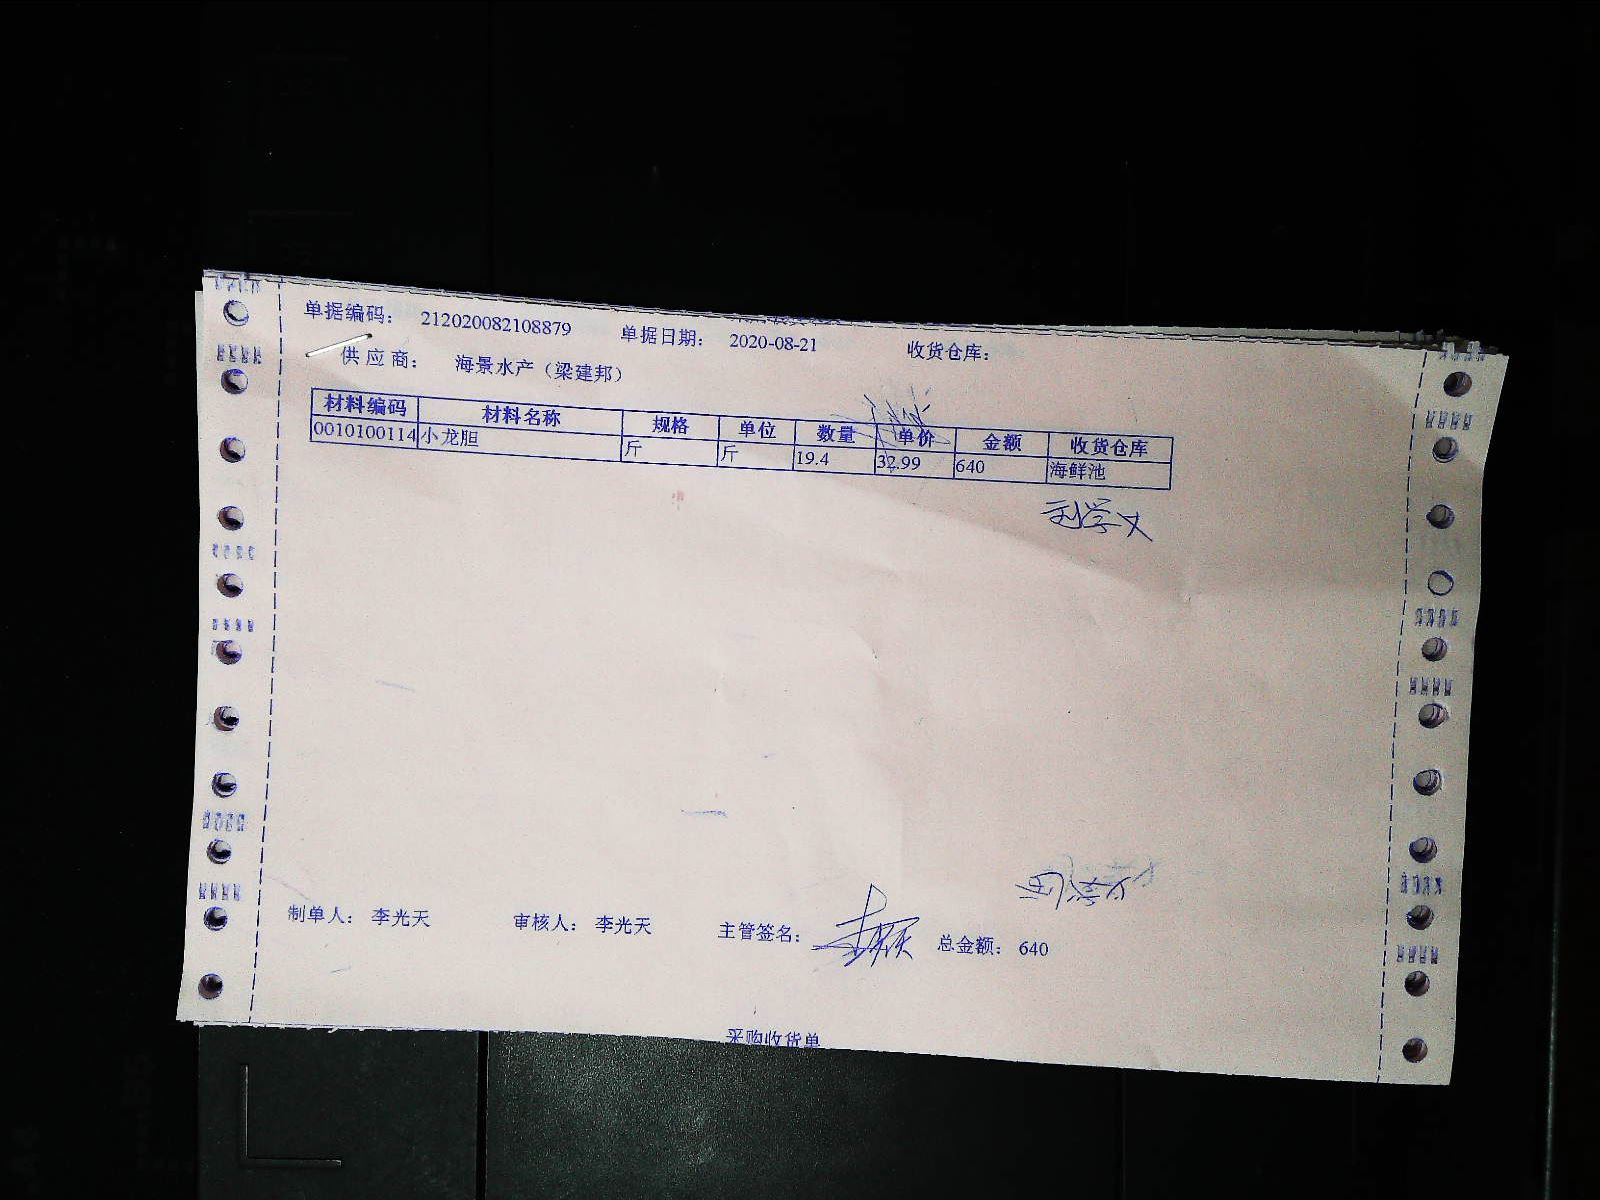 单据编码： 212020082108879 单据日期： 2020-08-21 收货仓库：
供应商： 海景水产（梁建邦）
材料编码 材料名称 规格 单位 数量 单价 金额 收货仓库
0010100114 小龙胆 斤 斤 19.4 32.99 640 海鲜池
制单人： 李光天 审核人： 李光天 主管签名： 总金额： 640
采购收货单